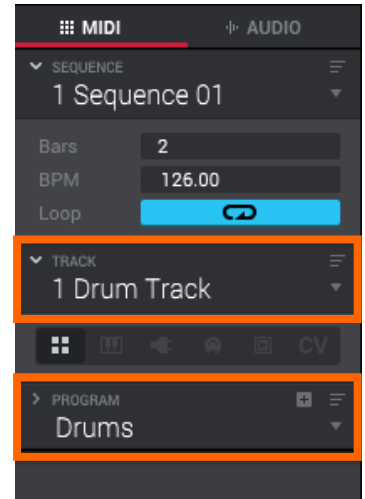 MIDI AUDIO
SEQUENCE
1 Sequence 01
Bars 2
BPM 126.00
Loop
TRACK
1 Drum Track
CV
PROGRAM
Drums